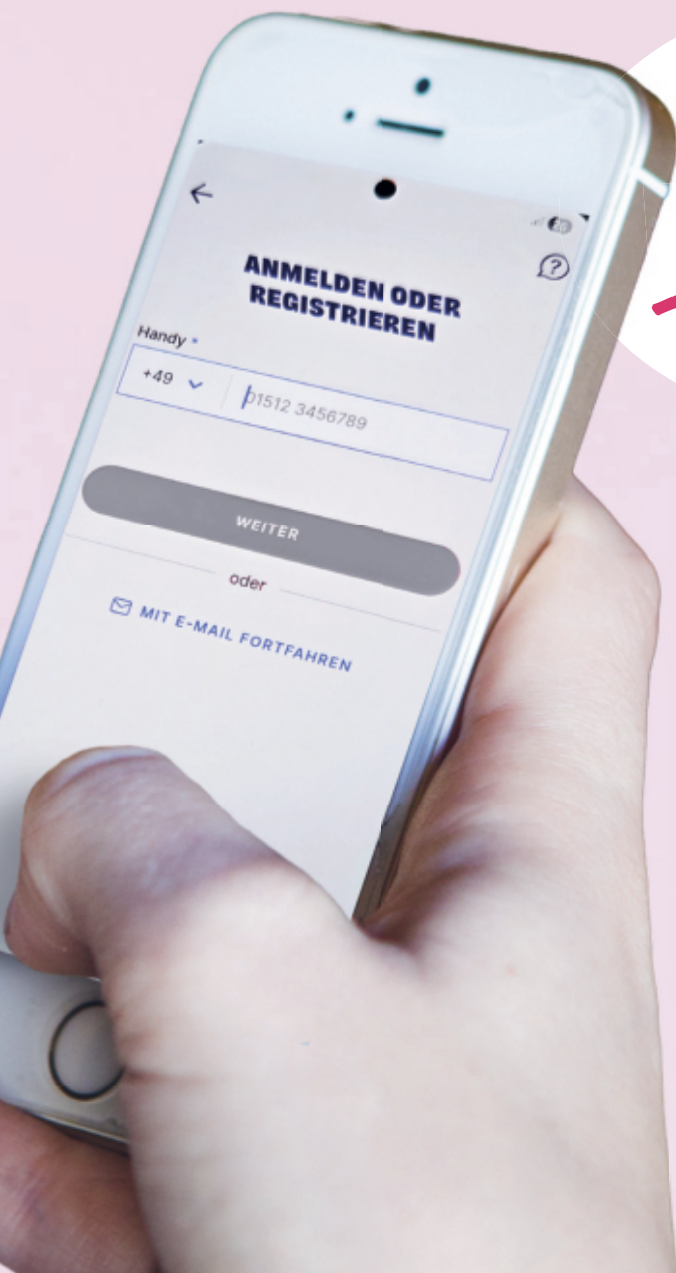 ANMELDEN ODER
REGISTRIEREN
Handy *
+49 01512 3456789
WEITER
oder
MIT E-MAIL FORTFAHREN